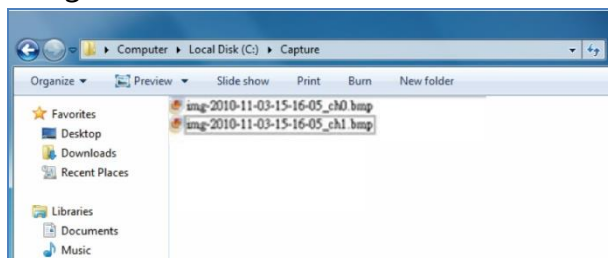 Computer ▸ Local Disk (C:) ▸ Capture
Organize Preview Slide show Print Burn New folder
Favorites
Desktop
Downloads
Recent Places
Libraries
Documents
Music
img-2010-11-03-15-16-05_ch0.bmp
img-2010-11-03-15-16-05_ch1.bmp